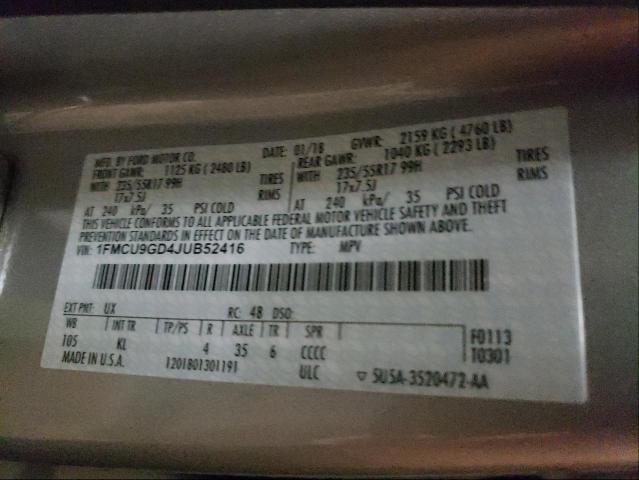 MFD. BY FORD MOTOR CO. DATE: 01/18 GVWR: 2159 KG ( 4760 LB)
FRONT GAWR: 1125 KG ( 2480 LB) REAR GAWR: 1040 KG ( 2293 LB)
WITH 235/55R17 99H TIRES WITH 235/55R17 99H TIRES
17x7.5J RIMS 17x7.5J RIMS
AT 240 kPa/ 35 PSI COLD AT 240 kPa/ 35 PSI COLD
THIS VEHICLE CONFORMS TO ALL APPLICABLE FEDERAL MOTOR VEHICLE SAFETY AND THEFT
PREVENTION STANDARDS IN EFFECT ON THE DATE OF MANUFACTURE SHOWN ABOVE.
VIN: 1FMCU9GD4JUB52416 TYPE: MPV
EXT PNT: UX RC: 48 DSO:
WB INT TR TP/PS R AXLE TR SPR F0113
105 KL 4 35 6 CCCC T0301
MADE IN U.S.A. 1201801301191 ULC ▽ 5U5A-3520472-AA